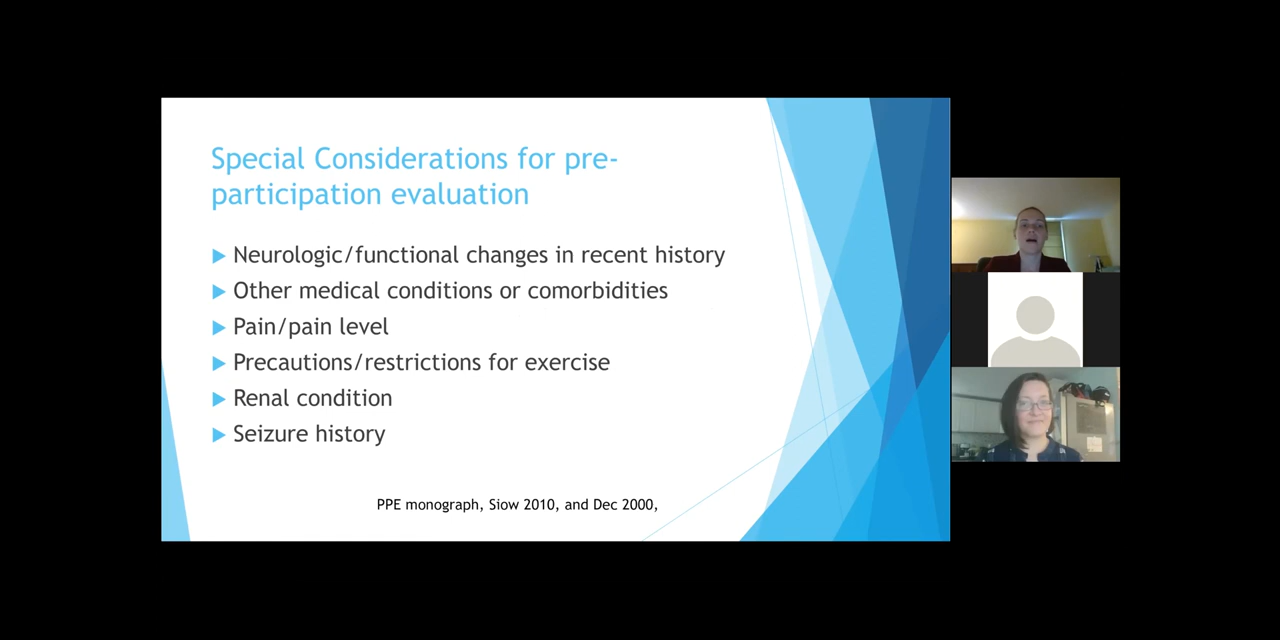 Special Considerations for pre-
participation evaluation
Neurologic/functional changes in recent history
Other medical conditions or comorbidities
Pain/pain level
Precautions/restrictions for exercise
Renal condition
Seizure history
PPE monograph, Siow 2010, and Dec 2000,